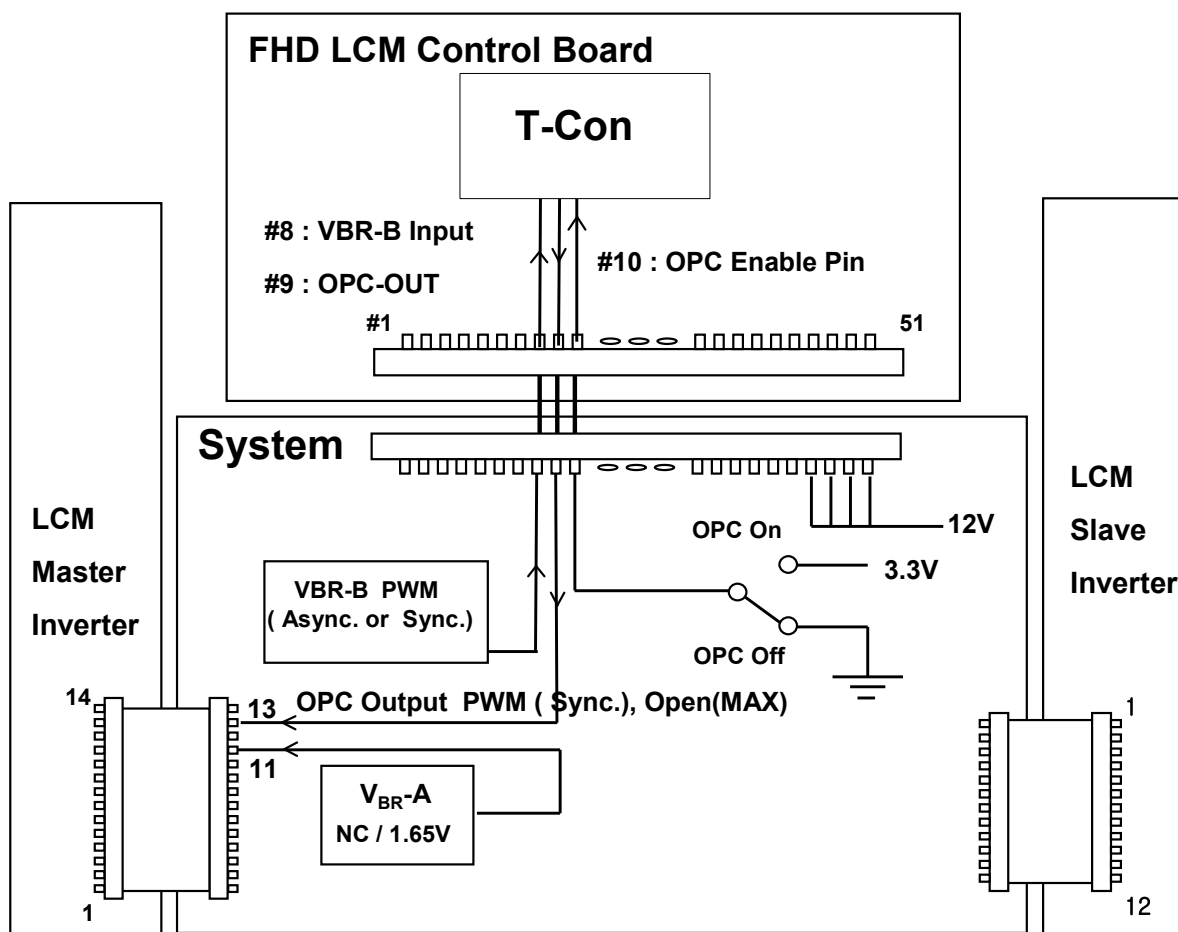 FHD LCM Control Board
T-Con
#8 : VBR-B Input
#9 : OPC-OUT
#10 : OPC Enable Pin
#1
51
System
LCM
Master
Inverter
LCM
Slave
Inverter
12V
OPC On
3.3V
VBR-B PWM
( Async. or Sync.)
OPC Off
14
13
OPC Output PWM ( Sync.), Open(MAX)
11
VBR-A
NC / 1.65V
1
1
12